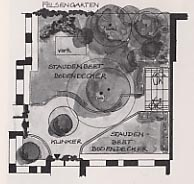 FELSENGARTEN
STAUDENBEET
BODENDECKER
KLINKER
STAUDEN-
BEET
BODENDECKER